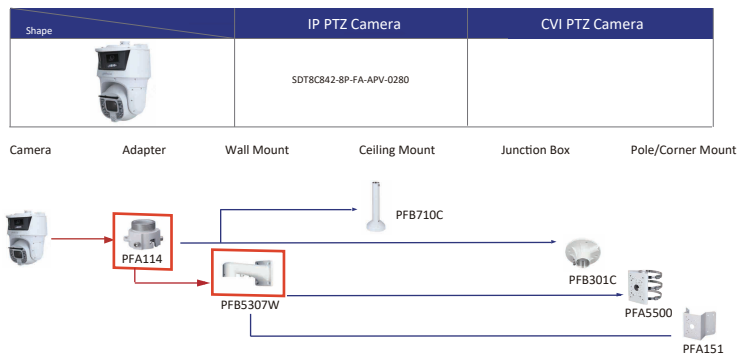 Shape
IP PTZ Camera
CVI PTZ Camera
SDT8C842-8P-FA-APV-0280
Camera
Adapter
Wall Mount
Ceiling Mount
Junction Box
Pole/Corner Mount
PFB710C
PFA114
PFB301C
PFB5307W
PFA5500
PFA151